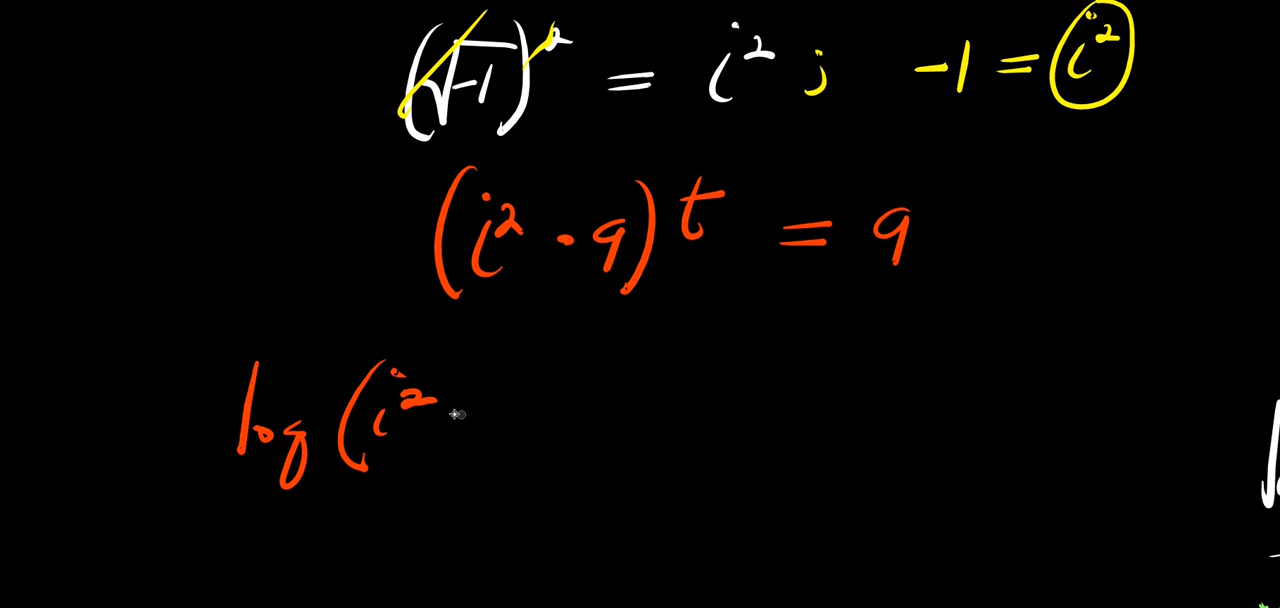 (√-1)² = i² ; -1 = i²
(i² · 9)^t = 9
log (i²